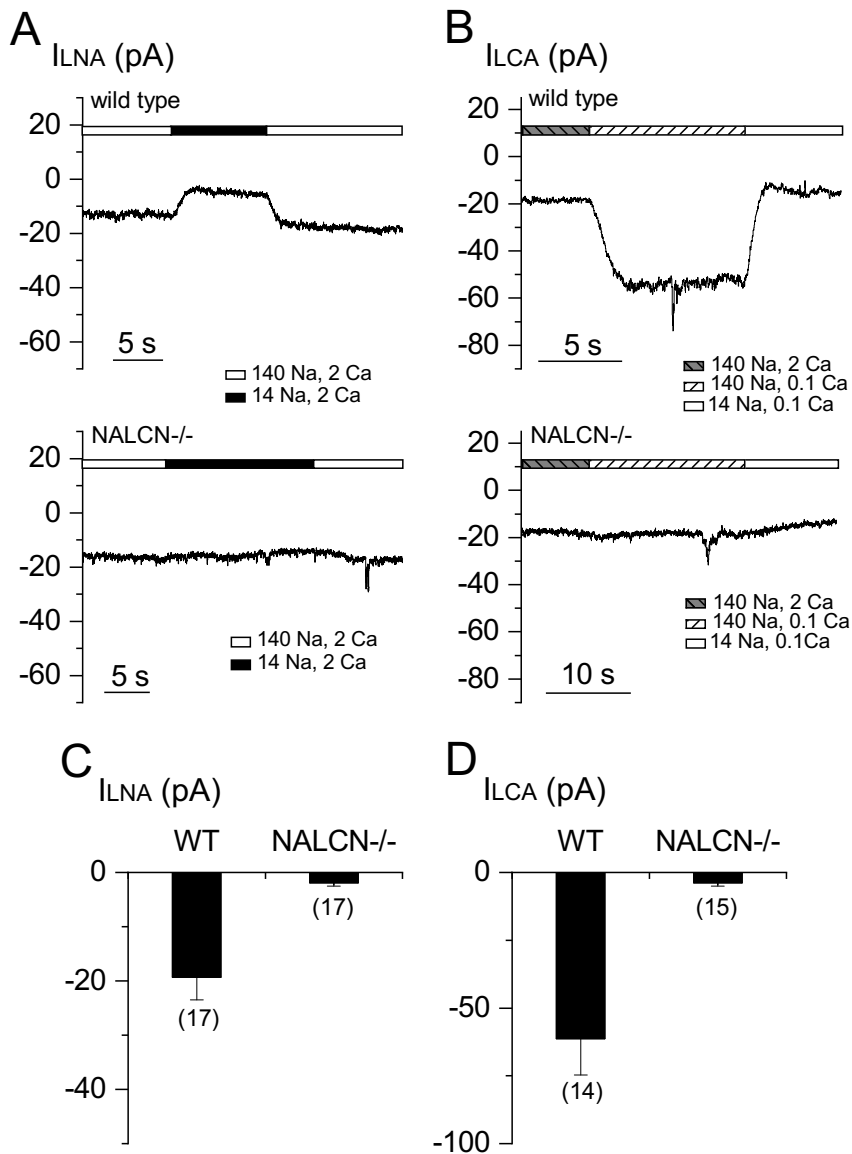 A
ILNA (pA)
wild type
20
0
-20
-40
-60
5 s
140 Na, 2 Ca
14 Na, 2 Ca
NALCN-/-
20
0
-20
-40
-60
5 s
140 Na, 2 Ca
14 Na, 2 Ca
B
ILCA (pA)
wild type
20
0
-20
-40
-60
-80
5 s
140 Na, 2 Ca
140 Na, 0.1 Ca
14 Na, 0.1 Ca
NALCN-/-
20
0
-20
-40
-60
-80
10 s
140 Na, 2 Ca
140 Na, 0.1 Ca
14 Na, 0.1Ca
C
ILNA (pA)
WT NALCN-/-
0
-20
-40
(17)
(17)
D
ILCA (pA)
WT NALCN-/-
0
-50
-100
(15)
(14)